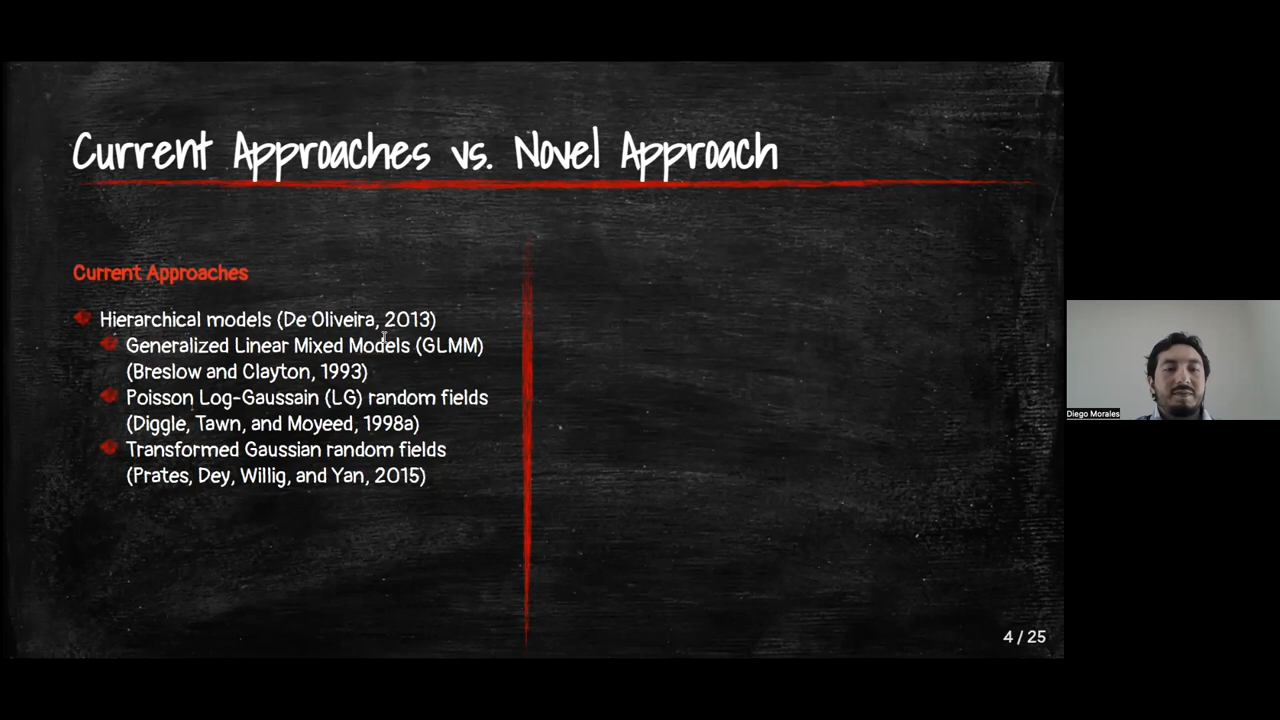 Current Approaches vs. Novel Approach
Current Approaches
Hierarchical models (De Oliveira, 2013)
Generalized Linear Mixed Models (GLMM)
(Breslow and Clayton, 1993)
Poisson Log-Gaussain (LG) random fields
(Diggle, Tawn, and Moyeed, 1998a)
Transformed Gaussian random fields
(Prates, Dey, Willig, and Yan, 2015)
4 / 25
Diego Morales